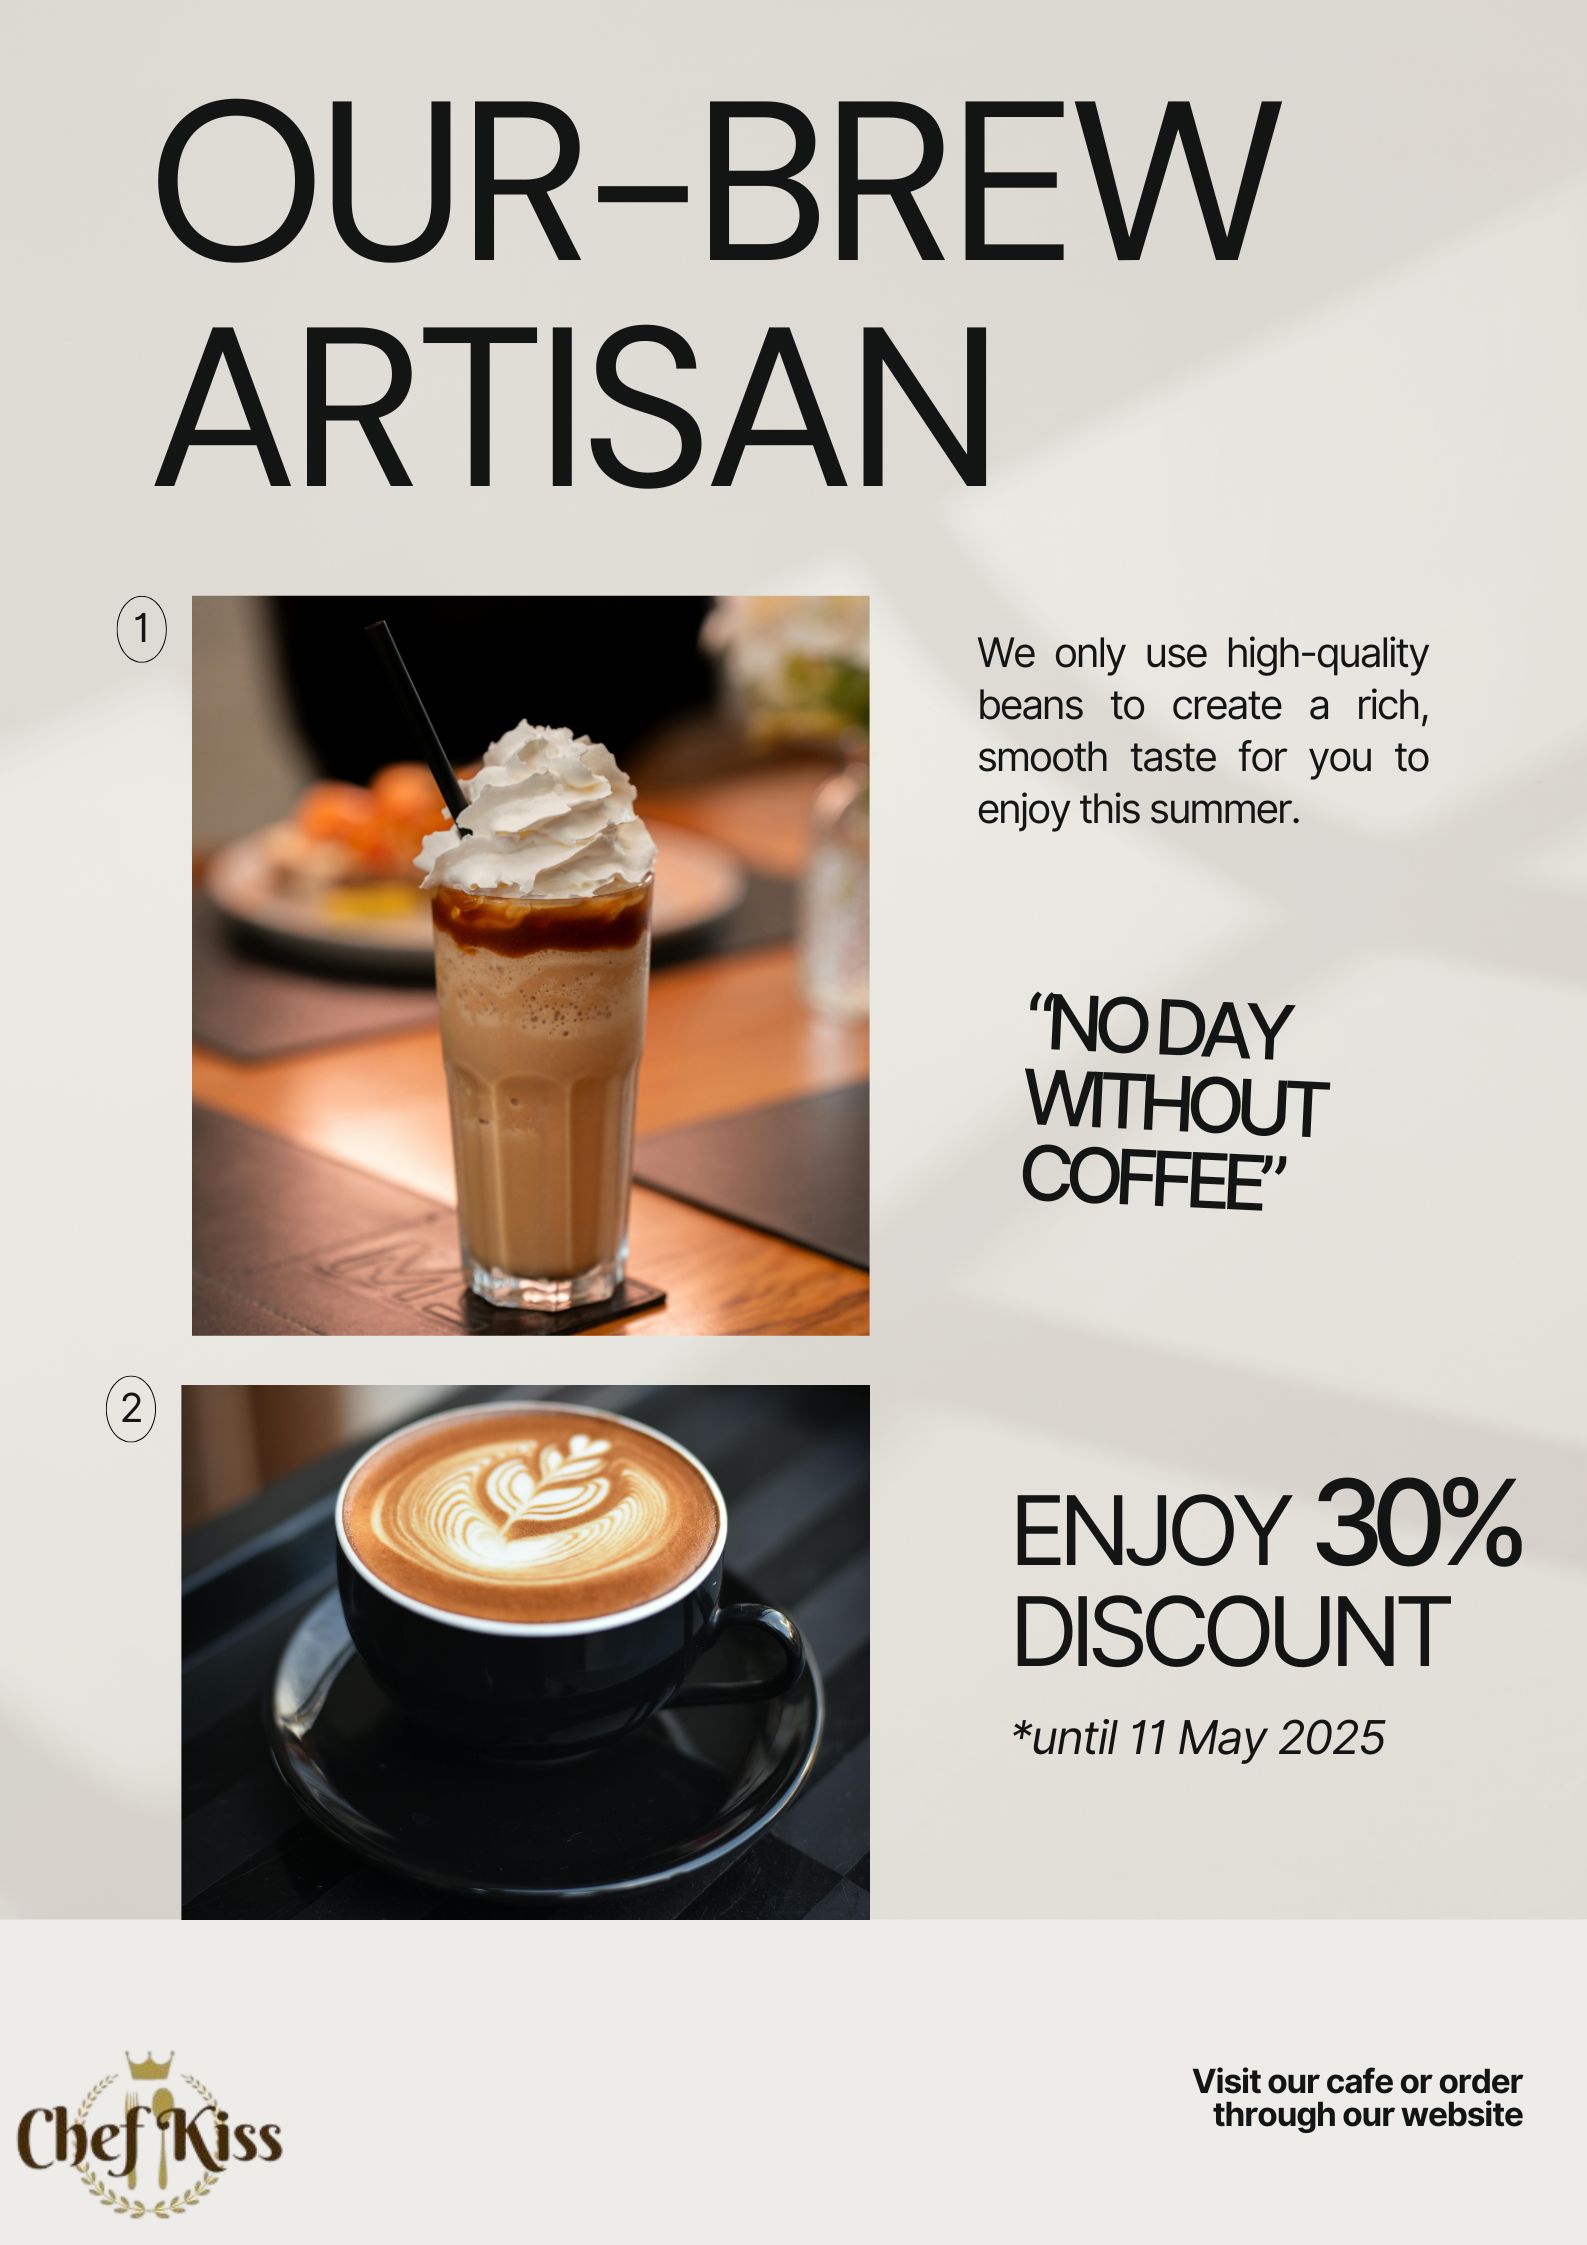 OUR-BREW
ARTISAN
1
We only use high-quality
beans to create a rich,
smooth taste for you to
enjoy this summer.
“NO DAY
WITHOUT
COFFEE”
2
ENJOY 30%
DISCOUNT
*until 11 May 2025
Chef Kiss
Visit our cafe or order
through our website